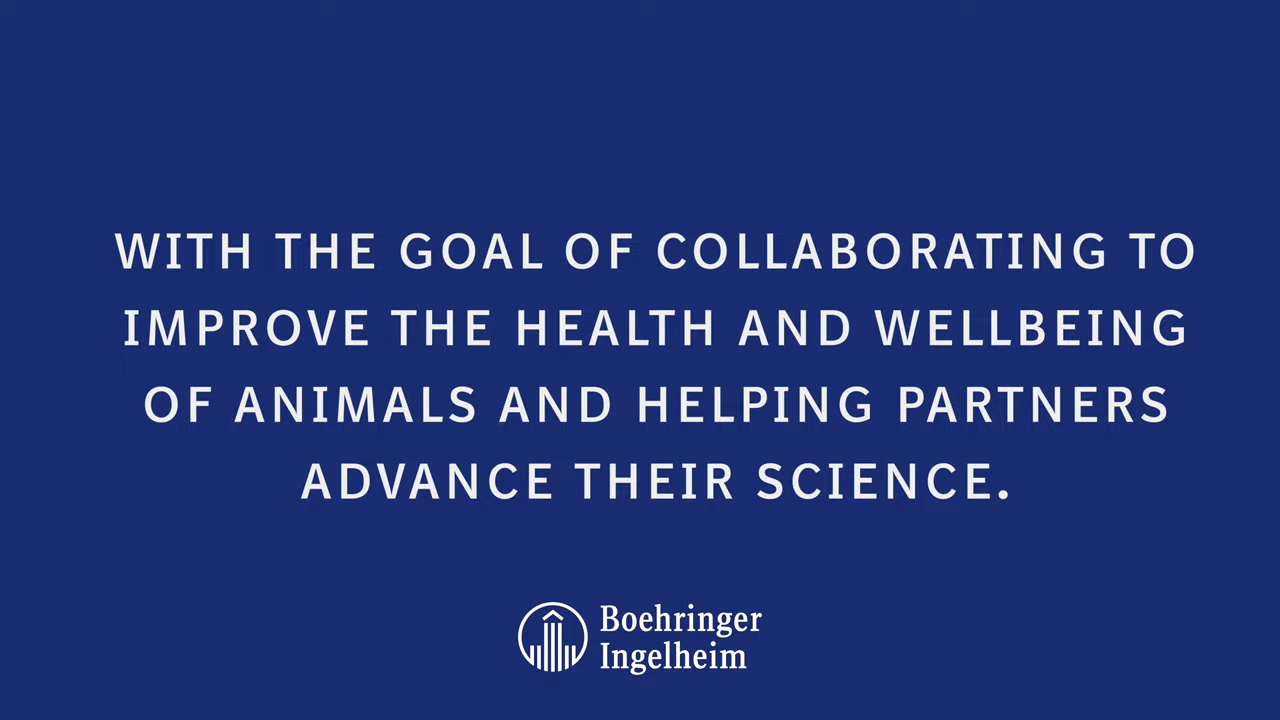 WITH THE GOAL OF COLLABORATING TO
IMPROVE THE HEALTH AND WELLBEING
OF ANIMALS AND HELPING PARTNERS
ADVANCE THEIR SCIENCE.
Boehringer
Ingelheim